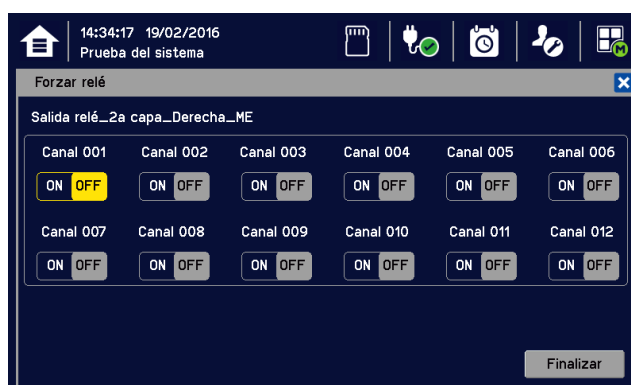 14:34:17 19/02/2016
Prueba del sistema
M
Forzar relé
Salida relé_2a capa_Derecha_ME
Canal 001 Canal 002 Canal 003 Canal 004 Canal 005 Canal 006
ON OFF ON OFF ON OFF ON OFF ON OFF ON OFF
Canal 007 Canal 008 Canal 009 Canal 010 Canal 011 Canal 012
ON OFF ON OFF ON OFF ON OFF ON OFF ON OFF
Finalizar